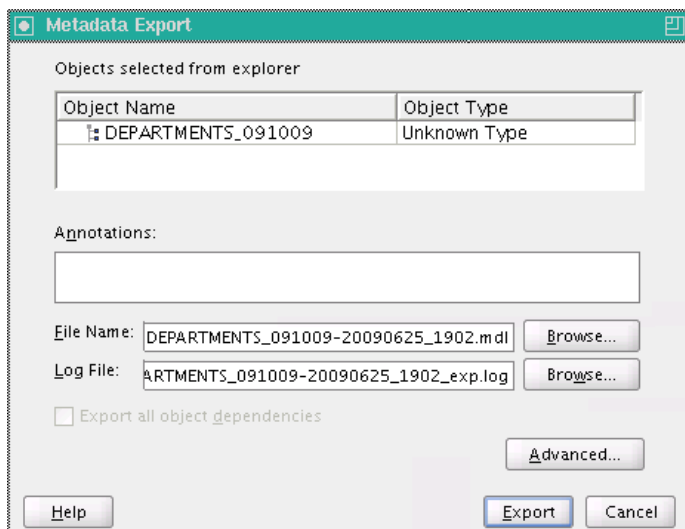 Metadata Export
Objects selected from explorer
Object Name Object Type
DEPARTMENTS_091009 Unknown Type
Annotations:
File Name: DEPARTMENTS_091009-20090625_1902.mdl Browse...
Log File: ARTMENTS_091009-20090625_1902_exp.log Browse...
Export all object dependencies
Advanced...
Help Export Cancel